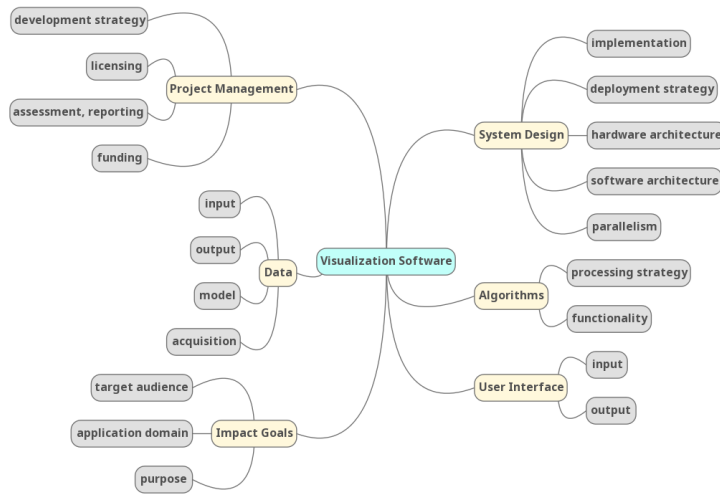 development strategy
licensing
assessment, reporting
funding
Project Management
input
output
model
acquisition
Data
target audience
application domain
purpose
Impact Goals
Visualization Software
System Design
implementation
deployment strategy
hardware architecture
software architecture
parallelism
Algorithms
processing strategy
functionality
User Interface
input
output